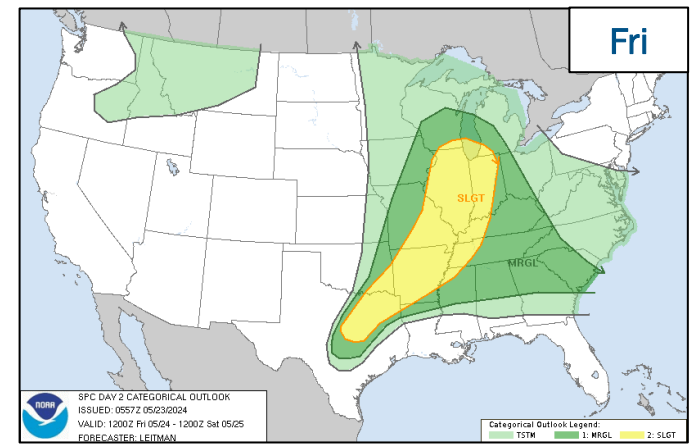 Fri
SLGT
MRGL
NOAA
SPC DAY 2 CATEGORICAL OUTLOOK
ISSUED: 0557Z 05/23/2024
VALID: 1200Z Fri 05/24 - 1200Z Sat 05/25
FORECASTER: LEITMAN
Categorical Outlook Legend:
TSTM 1: MRGL 2: SLGT